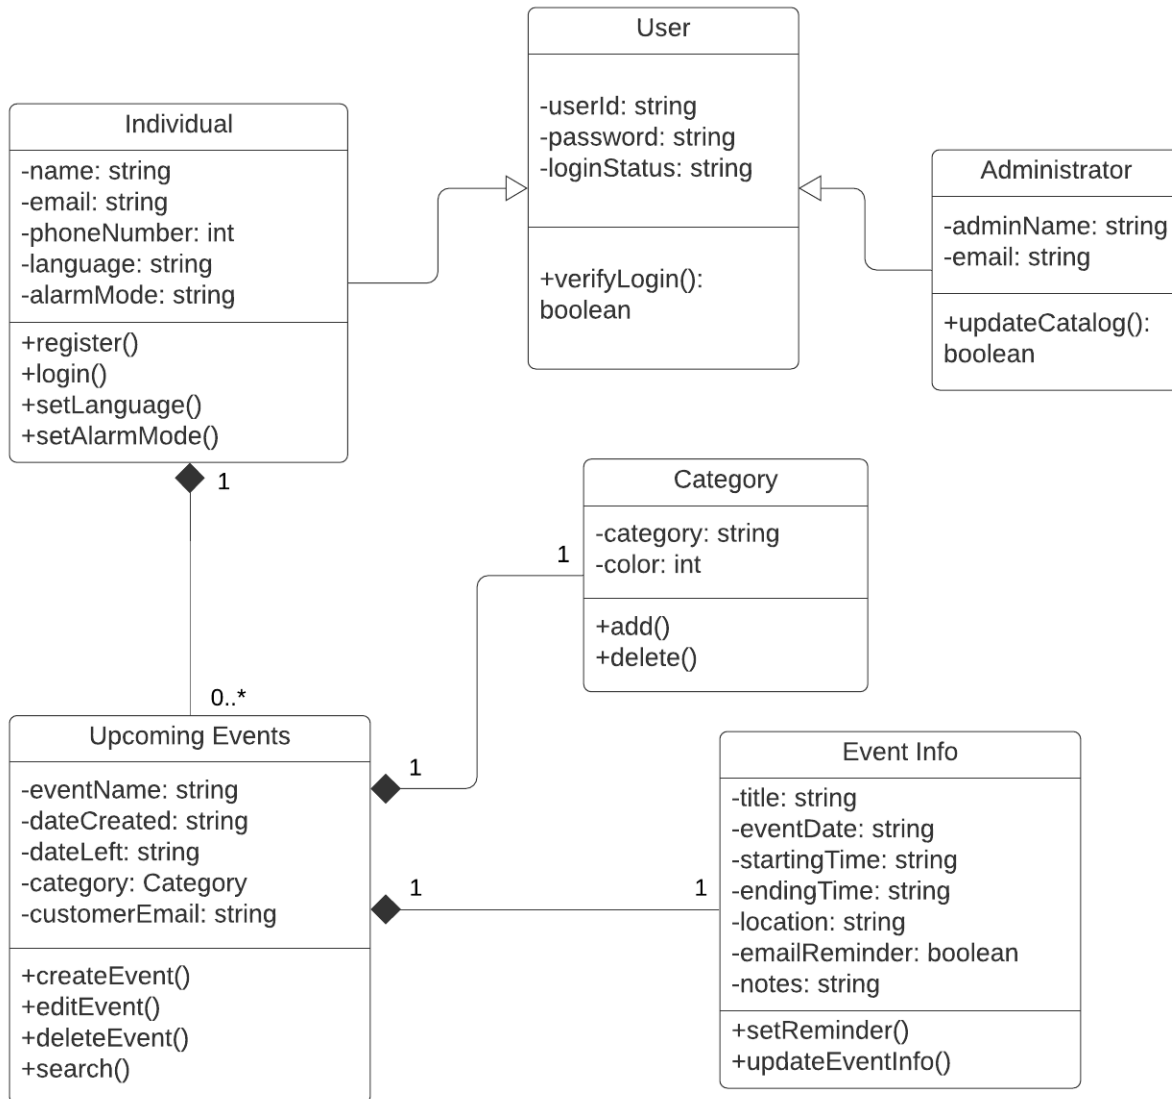 User
-userId: string
-password: string
-loginStatus: string
+verifyLogin():
boolean
Individual
-name: string
-email: string
-phoneNumber: int
-language: string
-alarmMode: string
+register()
+login()
+setLanguage()
+setAlarmMode()
Administrator
-adminName: string
-email: string
+updateCatalog():
boolean
1
0..*
Category
-category: string
-color: int
+add()
+delete()
1
1
Upcoming Events
-eventName: string
-dateCreated: string
-dateLeft: string
-category: Category
-customerEmail: string
+createEvent()
+editEvent()
+deleteEvent()
+search()
1
1
Event Info
-title: string
-eventDate: string
-startingTime: string
-endingTime: string
-location: string
-emailReminder: boolean
-notes: string
+setReminder()
+updateEventInfo()